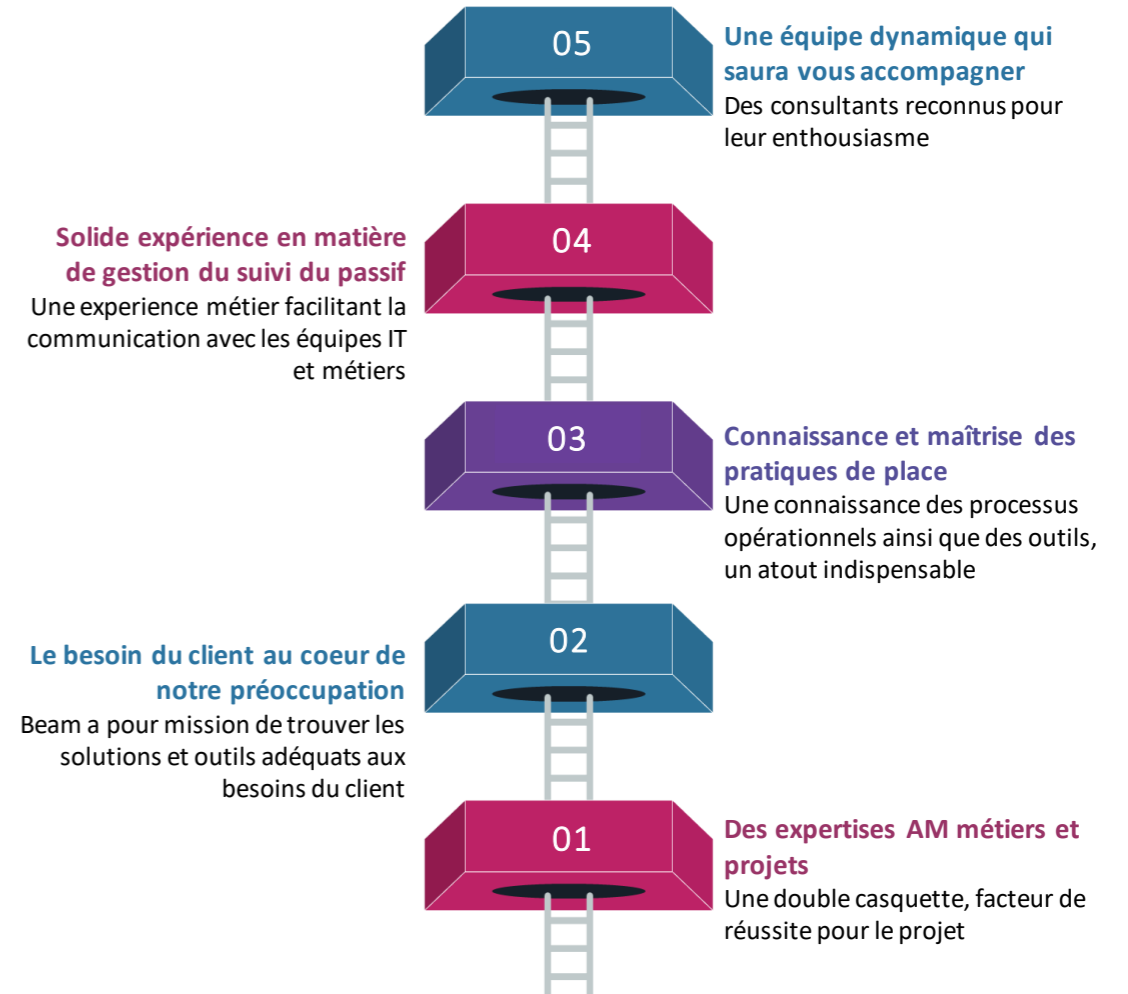 05
Une équipe dynamique qui
saura vous accompagner
Des consultants reconnus pour
leur enthousiasme
04
Solide expérience en matière
de gestion du suivi du passif
Une experience métier facilitant la
communication avec les équipes IT
et métiers
03
Connaissance et maîtrise des
pratiques de place
Une connaissance des processus
opérationnels ainsi que des outils,
un atout indispensable
02
Le besoin du client au coeur de
notre préoccupation
Beam a pour mission de trouver les
solutions et outils adéquats aux
besoins du client
01
Des expertises AM métiers et
projets
Une double casquette, facteur de
réussite pour le projet